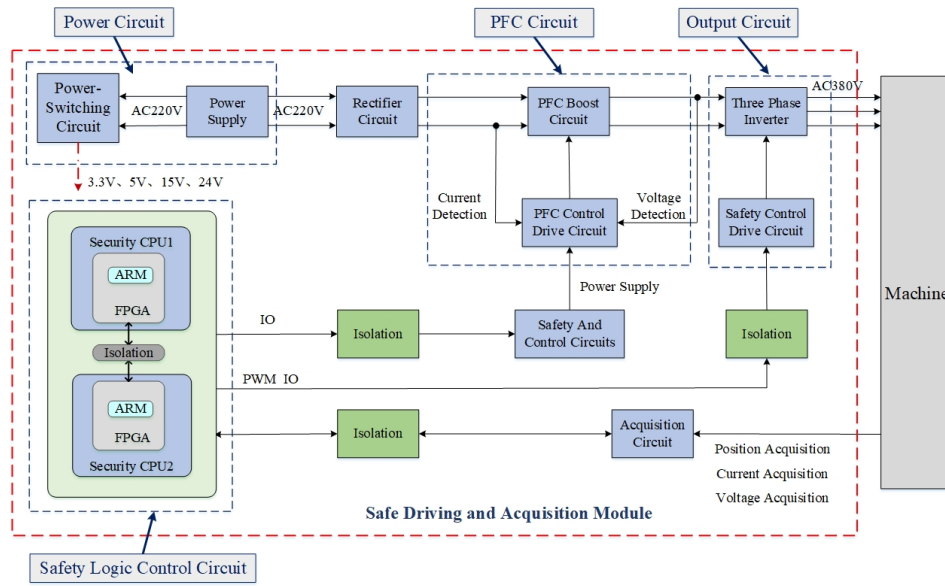 Power Circuit
PFC Circuit
Output Circuit
Power-
Switching
Circuit
AC220V
Power
Supply
AC220V
Rectifier
Circuit
PFC Boost
Circuit
Three Phase
Inverter
AC380V
3.3V、5V、15V、24V
Current
Detection
PFC Control
Drive Circuit
Voltage
Detection
Safety Control
Drive Circuit
Security CPU1
ARM
FPGA
Isolation
ARM
FPGA
Security CPU2
Power Supply
IO
Isolation
Safety And
Control Circuits
Isolation
PWM IO
Isolation
Acquisition
Circuit
Position Acquisition
Current Acquisition
Voltage Acquisition
Machine
Safe Driving and Acquisition Module
Safety Logic Control Circuit